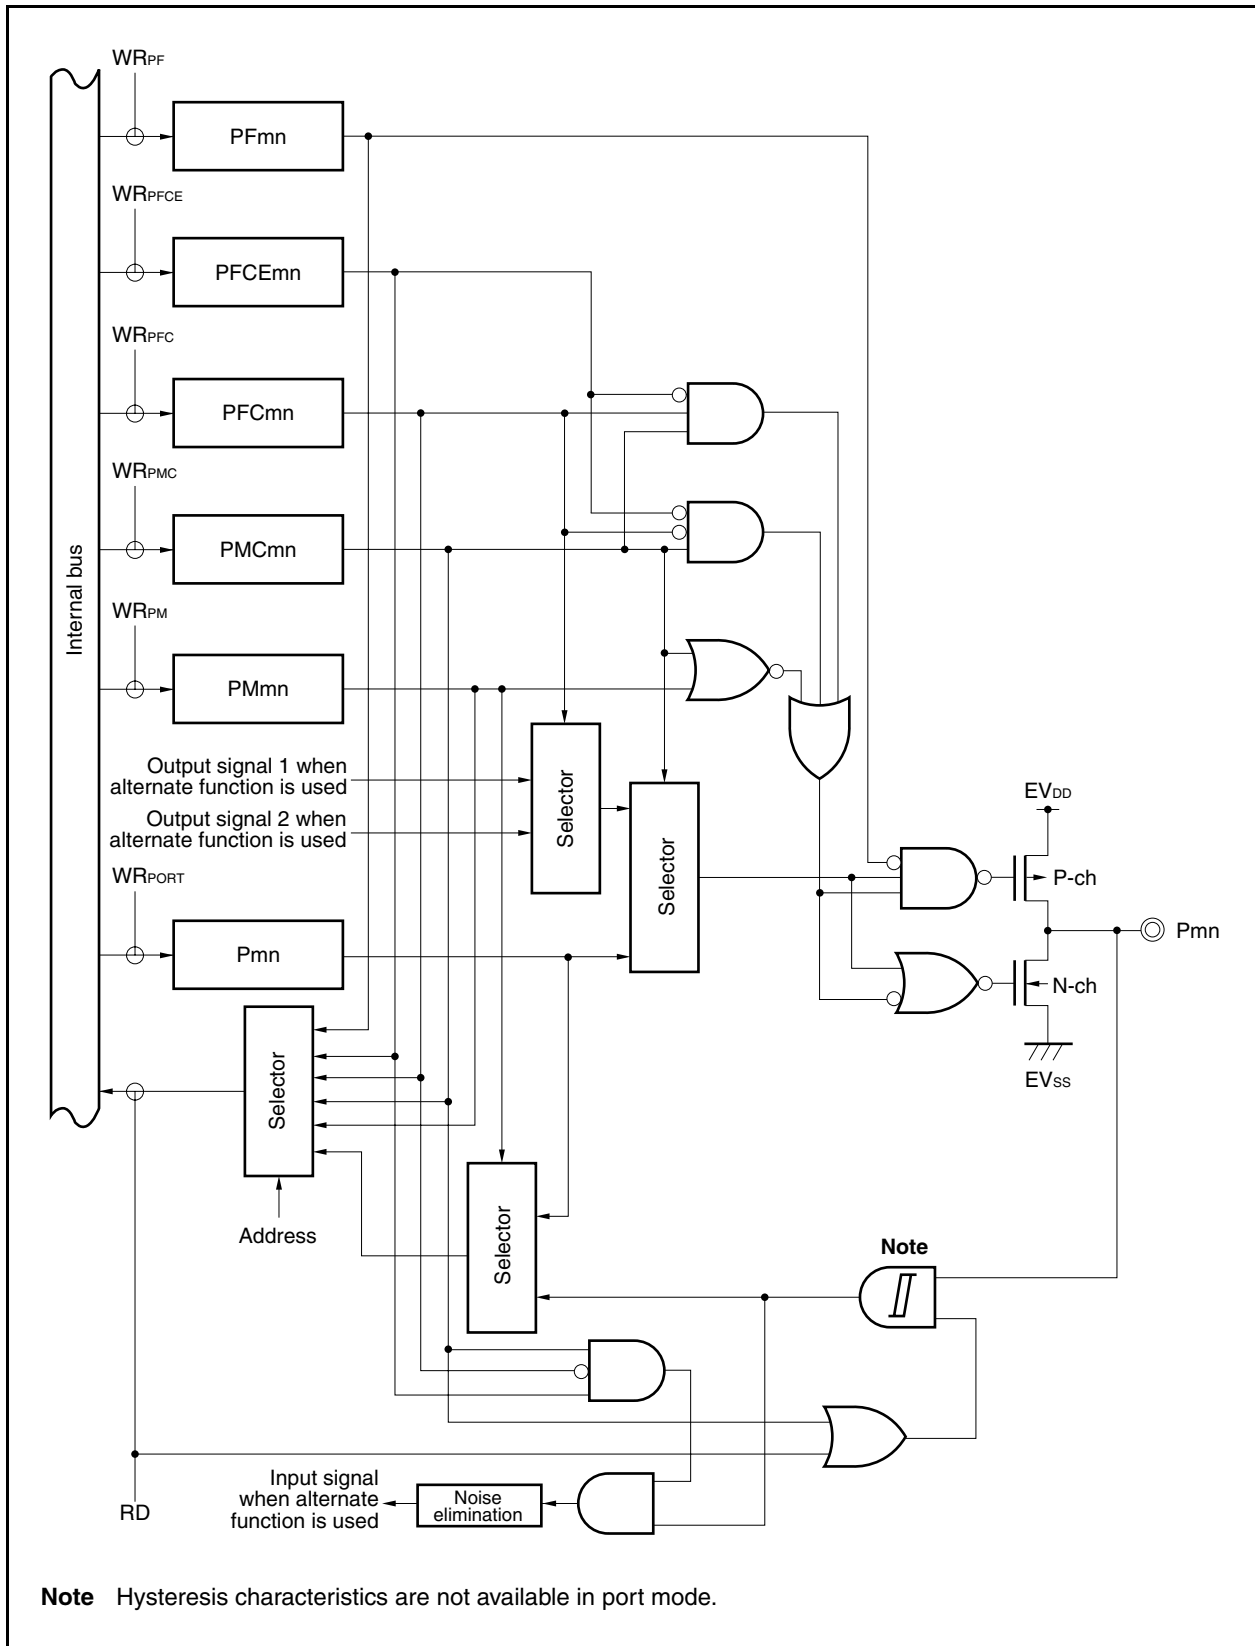 WRPF
PFmn
WRPFCE
PFCEmn
WRPFC
PFCmn
WRPMC
PMCmn
Internal bus
WRPM
PMmn
Output signal 1 when
alternate function is used
Output signal 2 when
alternate function is used
Selector
Selector
EVDD
P-ch
WRPORT
Pmn
Pmn
N-ch
EVSS
Selector
Address
Selector
Note
RD
Input signal
when alternate
function is used
Noise
elimination
Note Hysteresis characteristics are not available in port mode.